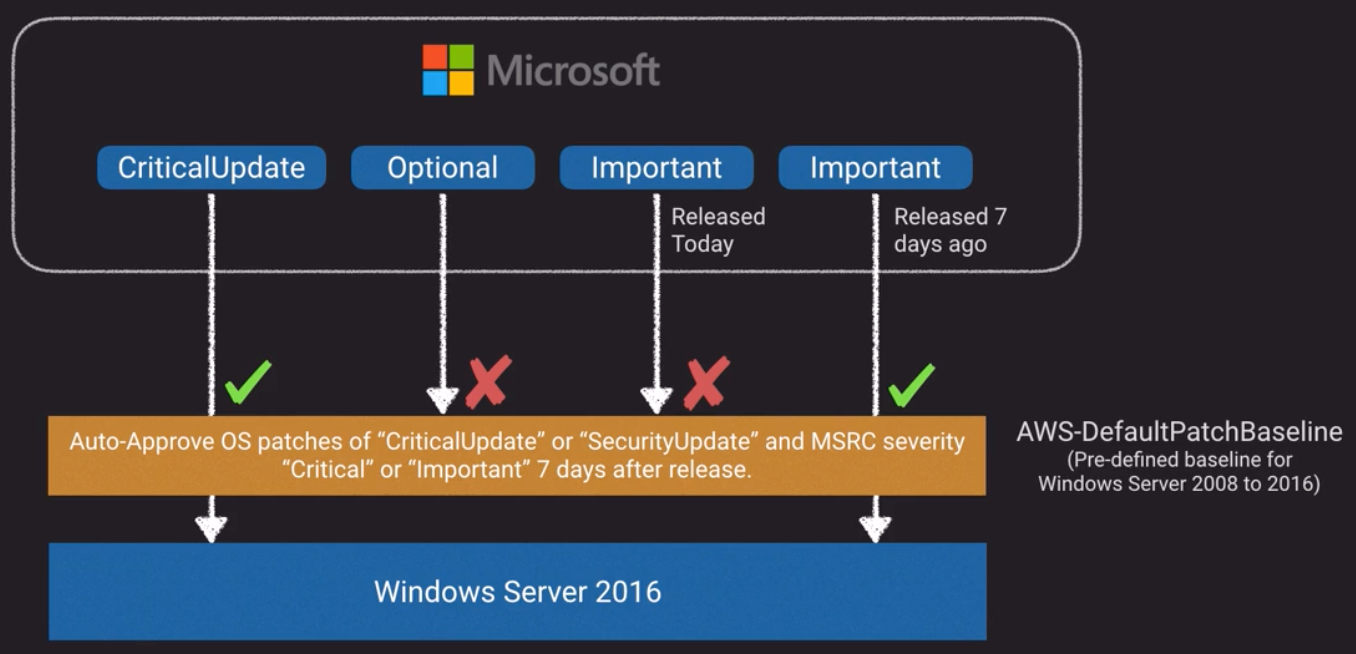 Microsoft
CriticalUpdate
Optional
Important
Important
Released
Today
Released 7
days ago
Auto-Approve OS patches of “CriticalUpdate” or “SecurityUpdate” and MSRC severity
“Critical” or “Important” 7 days after release.
AWS-DefaultPatchBaseline
(Pre-defined baseline for
Windows Server 2008 to 2016)
Windows Server 2016